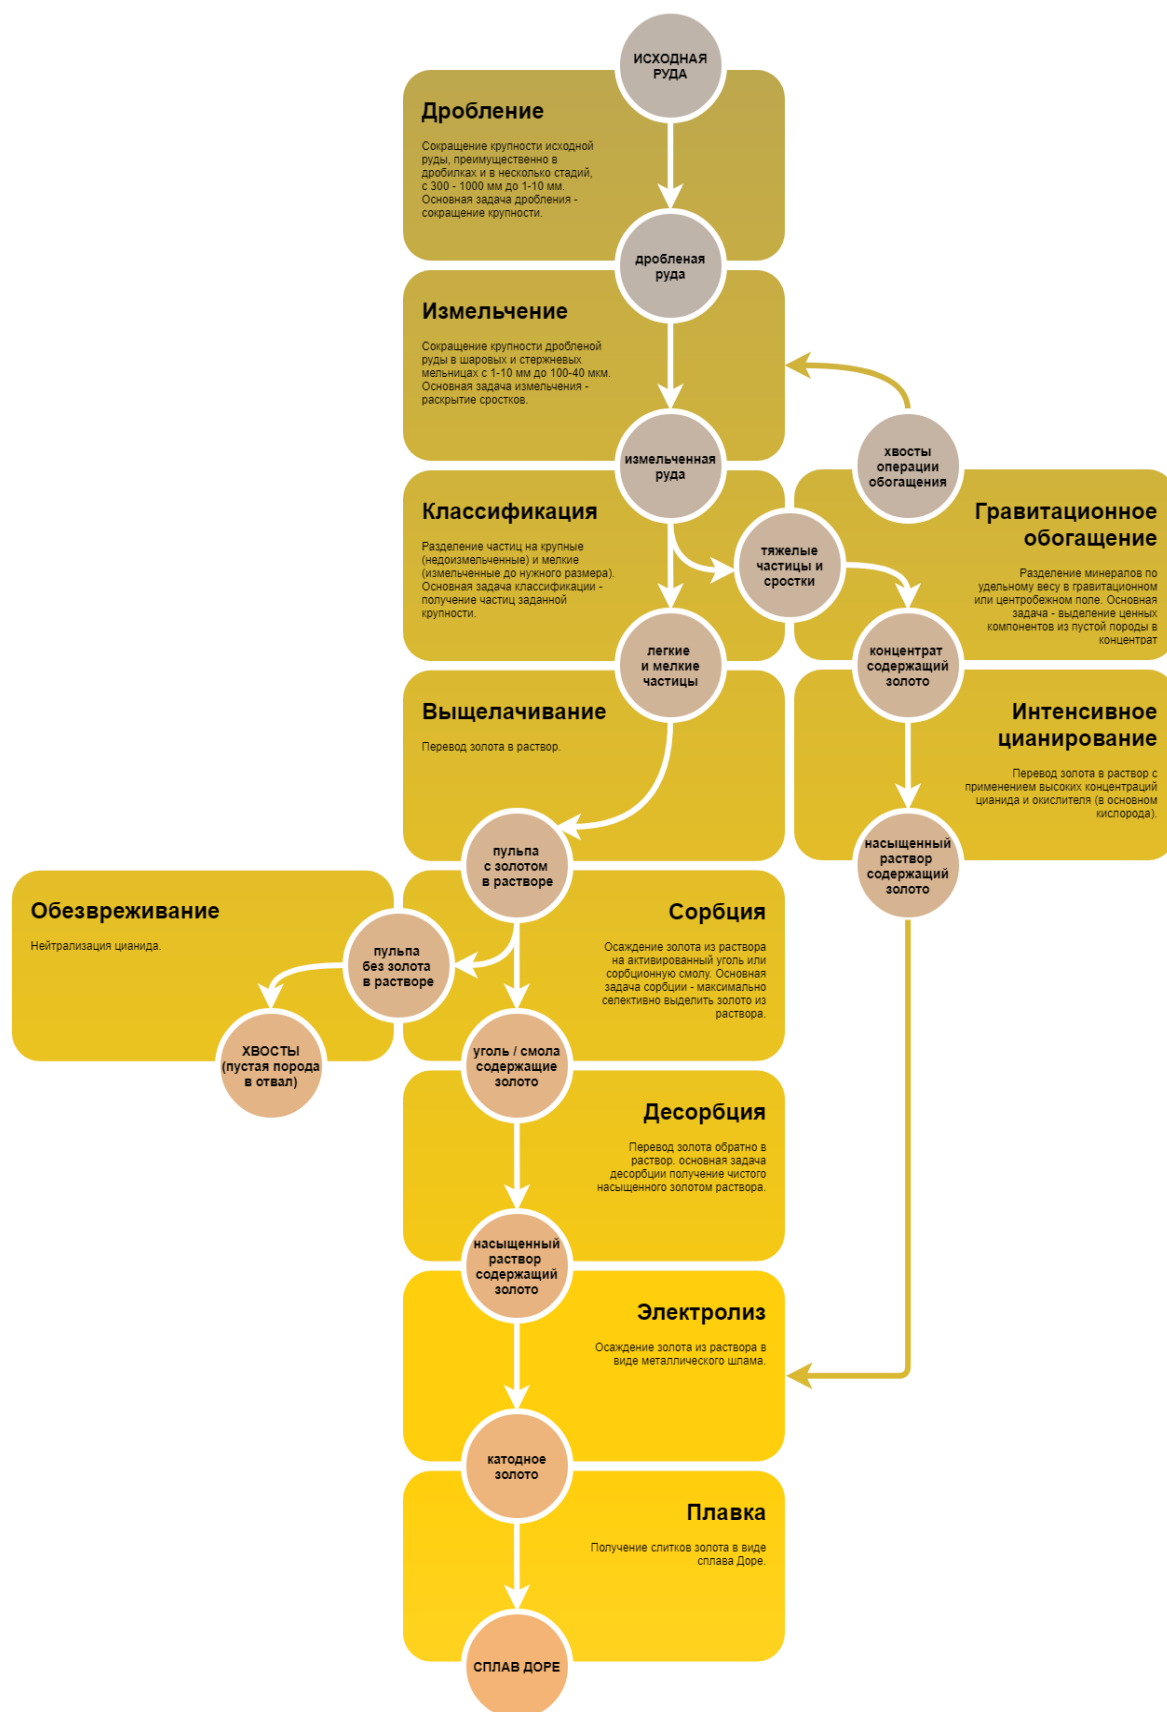 ИСХОДНАЯ
РУДА
Дробление
Сокращение крупности исходной
руды, преимущественно в
дробилках и в несколько стадий,
с 300 - 1000 мм до 1-10 мм.
Основная задача дробления -
сокращение крупности.
дробленая
руда
Измельчение
Сокращение крупности дробленой
руды в шаровых и стержневых
мельницах с 1-10 мм до 100-40 мкм.
Основная задача измельчения -
раскрытие сростков.
измельченная
руда
хвосты
операции
обогащения
Классификация
Разделение частиц на крупные
(недоизмельченные) и мелкие
(измельченные до нужного размера).
Основная задача классификации -
получение частиц заданной
крупности.
тяжелые
частицы и
сростки
Гравитационное
обогащение
Разделение минералов по
удельному весу в гравитационном
или центробежном поле. Основная
задача - выделение ценных
компонентов из пустой породы в
концентрат
легкие
и мелкие
частицы
концентрат
содержащий
золото
Выщелачивание
Перевод золота в раствор.
Интенсивное
цианирование
Перевод золота в раствор с
применением высоких концентраций
цианида и окислителя (в основном
кислорода).
пульпа
с золотом
в растворе
насыщенный
раствор
содержащий
золото
Обезвреживание
Нейтрализация цианида.
пульпа
без золота
в растворе
Сорбция
Осаждение золота из раствора
на активированный уголь или
сорбционную смолу. Основная
задача сорбции - максимально
селективно выделить золото из
раствора.
ХВОСТЫ
(пустая порода
в отвал)
уголь / смола
содержащие
золото
Десорбция
Перевод золота обратно в
раствор. основная задача
десорбции получение чистого
насыщенного золотом раствора.
насыщенный
раствор
содержащий
золото
Электролиз
Осаждение золота из раствора в
виде металлического шлама.
катодное
золото
Плавка
Получение слитков золота в виде
сплава Доре.
СПЛАВ ДОРЕ